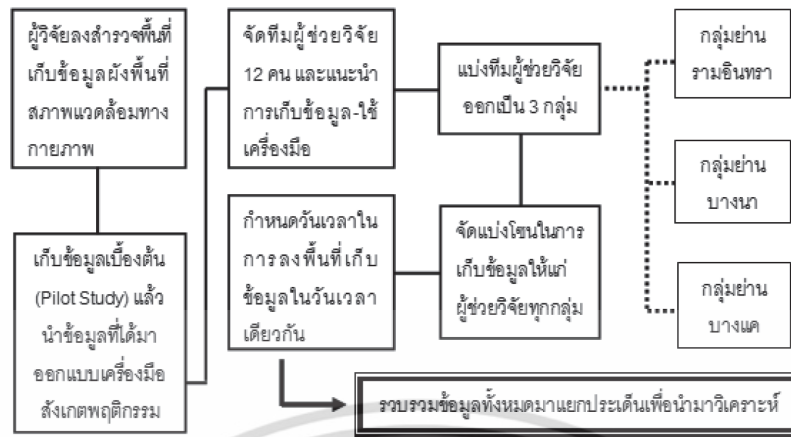 ผู้วิจัยลงสำรวจพื้นที่
เก็บข้อมูลผังพื้นที่
สภาพแวดล้อมทาง
กายภาพ
เก็บข้อมูลเบื้องต้น
(Pilot Study) แล้ว
นำข้อมูลที่ได้มา
ออกแบบเครื่องมือ
สังเกตพฤติกรรม
จัดทีมผู้ช่วยวิจัย
12 คน และแนะนำ
การเก็บข้อมูล-ใช้
เครื่องมือ
แบ่งทีมผู้ช่วยวิจัย
ออกเป็น 3 กลุ่ม
กลุ่มย่าน
รามอินทรา
กลุ่มย่าน
บางนา
กลุ่มย่าน
บางแค
จัดแบ่งโซนในการ
เก็บข้อมูลให้แก่
ผู้ช่วยวิจัยทุกกลุ่ม
กำหนดวันเวลาใน
การลงพื้นที่เก็บ
ข้อมูลในวันเวลา
เดียวกัน
รวบรวมข้อมูลทั้งหมดมาแยกประเด็นเพื่อนำมาวิเคราะห์